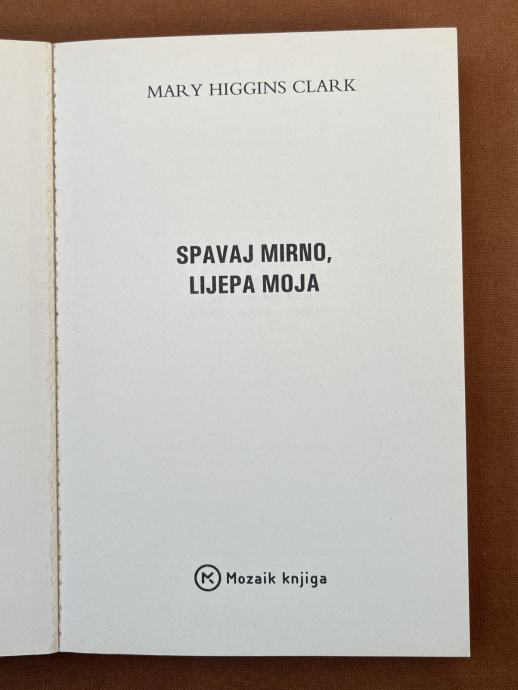 MARY HIGGINS CLARK
SPAVAJ MIRNO,
LIJEPA MOJA
Mozaik knjiga